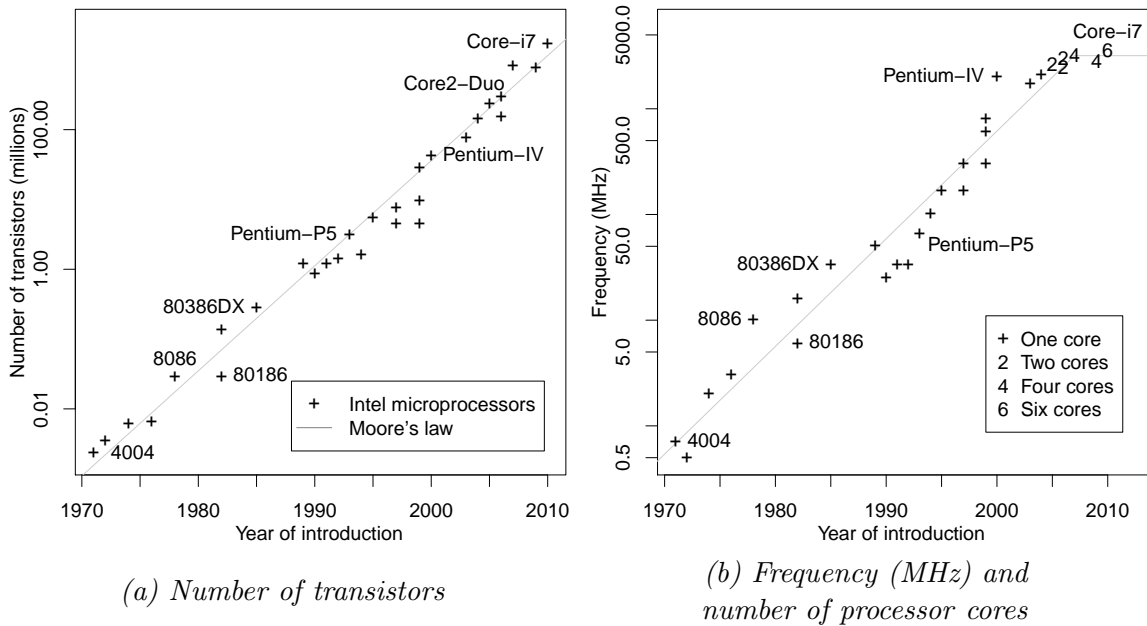 Number of transistors (millions)
100.00
1.00
0.01
Core−i7
Core2−Duo
Pentium−IV
Pentium−P5
80386DX
8086
80186
4004
Intel microprocessors
Moore's law
1970
1980
1990
2000
2010
Year of introduction
(a) Number of transistors
Frequency (MHz)
5000.0
500.0
50.0
5.0
0.5
Core−i7
6
24
4
22
Pentium−IV
Pentium−P5
80386DX
8086
80186
4004
One core
2 Two cores
4 Four cores
6 Six cores
1970
1980
1990
2000
2010
Year of introduction
(b) Frequency (MHz) and
number of processor cores